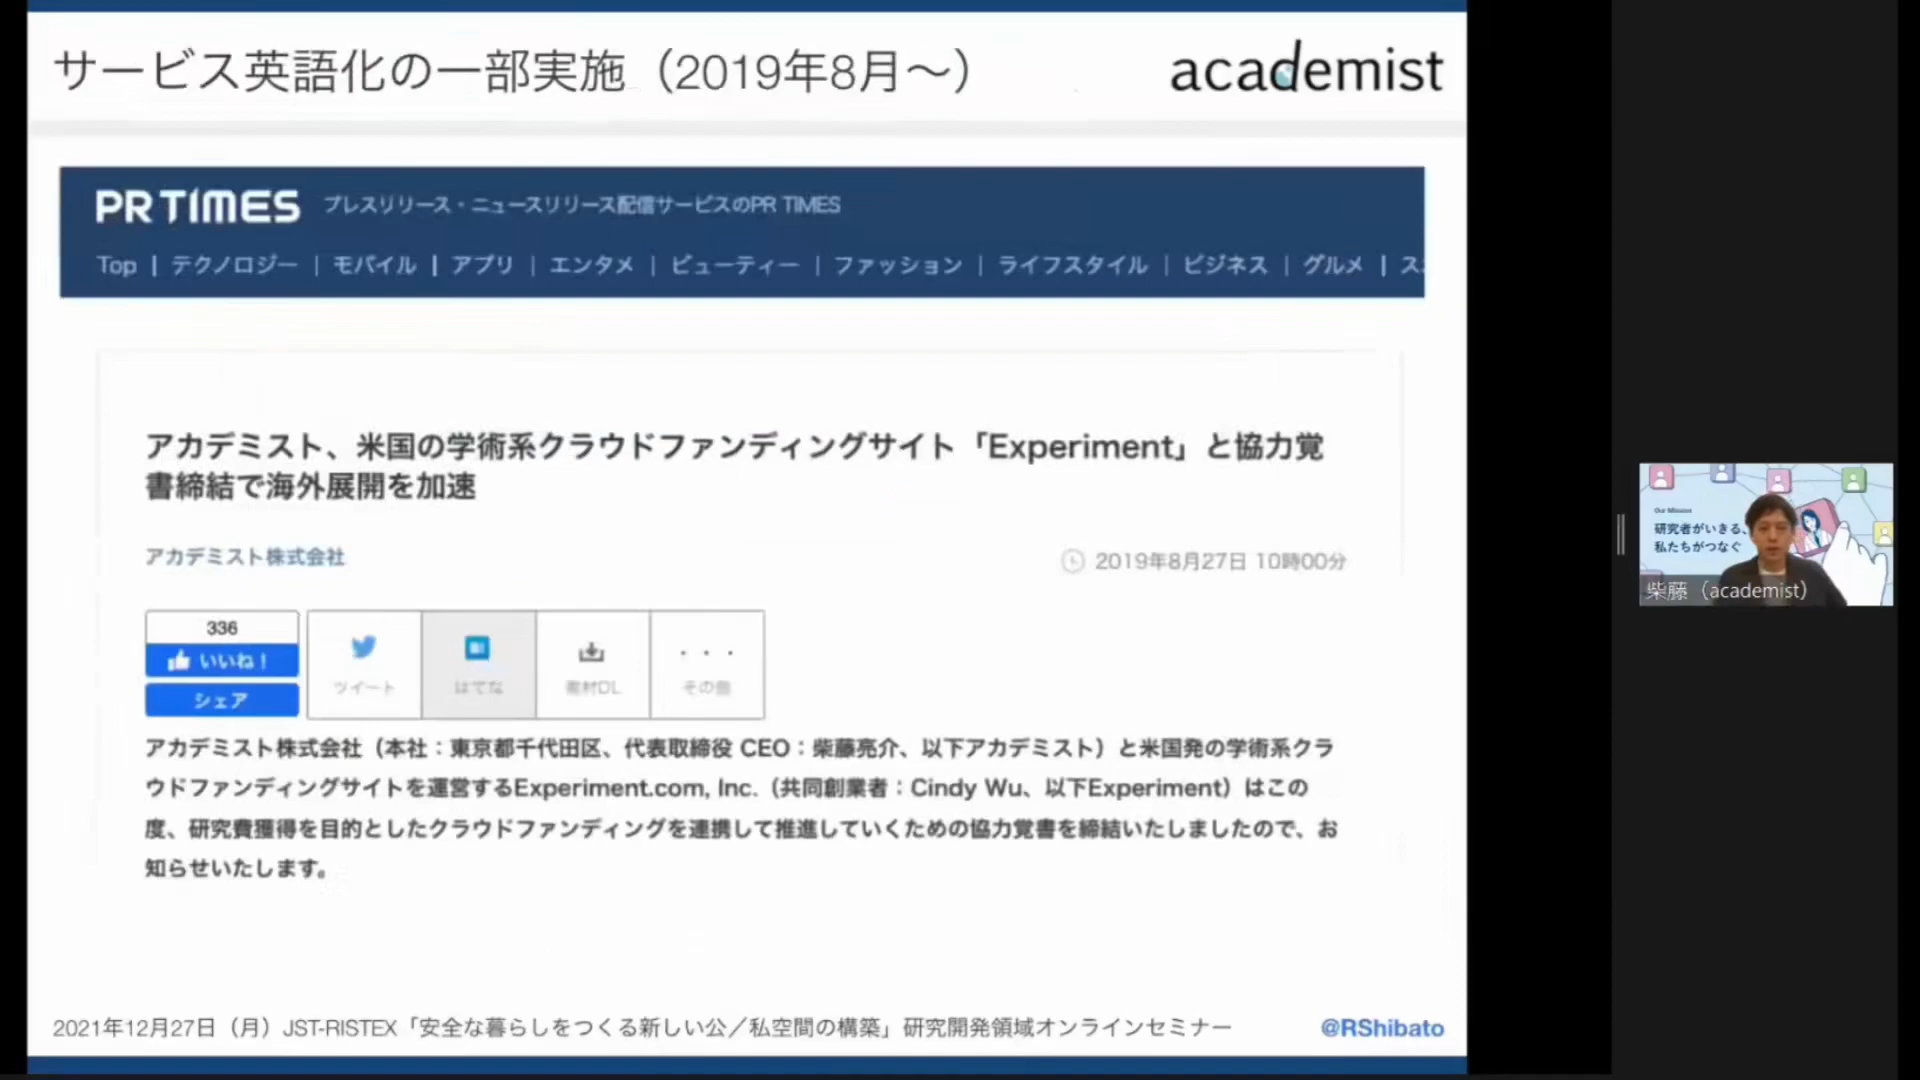 サービス英語化の一部実施（2019年8月～）
academist
PR TIMES プレスリリース・ニュースリリース配信サービスのPR TIMES
Top | テクノロジー | モバイル | アプリ | エンタメ | ビューティー | ファッション | ライフスタイル | ビジネス | グルメ | ス
アカデミスト、米国の学術系クラウドファンディングサイト「Experiment」と協力覚
書締結で海外展開を加速
アカデミスト株式会社
2019年8月27日 10時00分
336
いいね！
シェア
ツイート
はてな
素材DL
その他
アカデミスト株式会社（本社：東京都千代田区、代表取締役 CEO：柴藤亮介、以下アカデミスト）と米国発の学術系クラ
ウドファンディングサイトを運営するExperiment.com, Inc.（共同創業者：Cindy Wu、以下Experiment）はこの
度、研究費獲得を目的としたクラウドファンディングを連携して推進していくための協力覚書を締結いたしましたので、お
知らせいたします。
2021年12月27日（月）JST-RISTEX「安全な暮らしをつくる新しい公／私空間の構築」研究開発領域オンラインセミナー
@RShibato
Our Mission
研究者がいきる、
私たちがつなぐ
柴藤（academist）